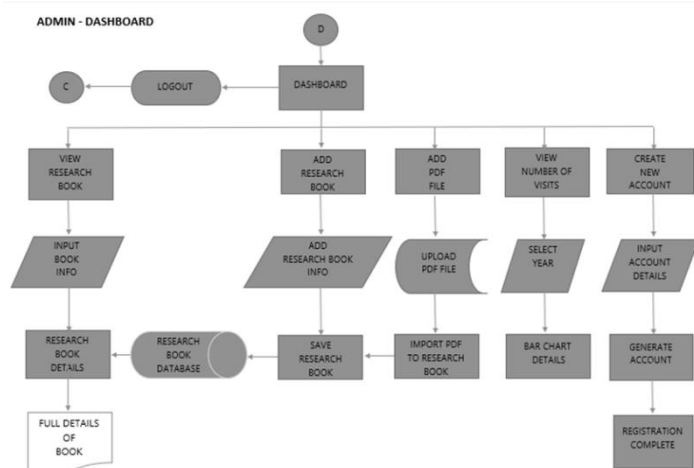 ADMIN - DASHBOARD
D
C
LOGOUT
DASHBOARD
VIEW
RESEARCH
BOOK
ADD
RESEARCH
BOOK
ADD
PDF
FILE
VIEW
NUMBER OF
VISITS
CREATE
NEW
ACCOUNT
INPUT
BOOK
INFO
ADD
RESEARCH BOOK
INFO
UPLOAD
PDF FILE
SELECT
YEAR
INPUT
ACCOUNT
DETAILS
RESEARCH
BOOK
DETAILS
RESEARCH
BOOK
DATABASE
SAVE
RESEARCH
BOOK
IMPORT PDF
TO RESEARCH
BOOK
BAR CHART
DETAILS
GENERATE
ACCOUNT
FULL DETAILS
OF
BOOK
REGISTRATION
COMPLETE